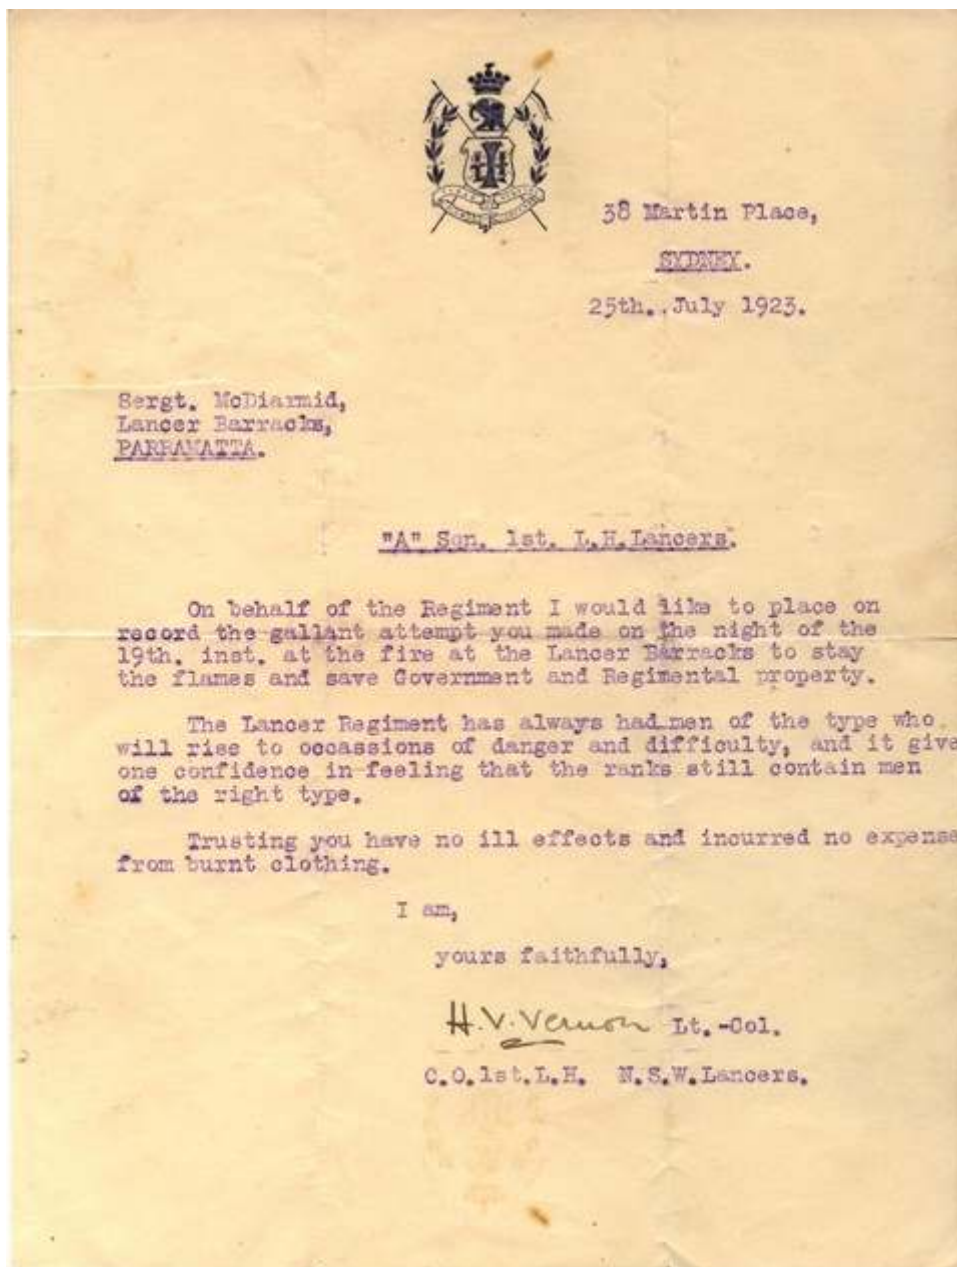 38 Martin Place,
SYDNEY.
25th. July 1923.
Sergt. McDiarmid,
Lancer Barracks,
PARRAMATTA.
"A" Sqn. 1st. L.H.Lancers.
On behalf of the Regiment I would like to place on
record the gallant attempt you made on the night of the
19th. inst. at the fire at the Lancer Barracks to stay
the flames and save Government and Regimental property.
The Lancer Regiment has always had men of the type who
will rise to occassions of danger and difficulty, and it give
one confidence in feeling that the ranks still contain men
of the right type.
Trusting you have no ill effects and incurred no expense
from burnt clothing.
I am,
yours faithfully,
H.V.Vernon Lt.-Col.
C.O.1st.L.H. N.S.W.Lancers.